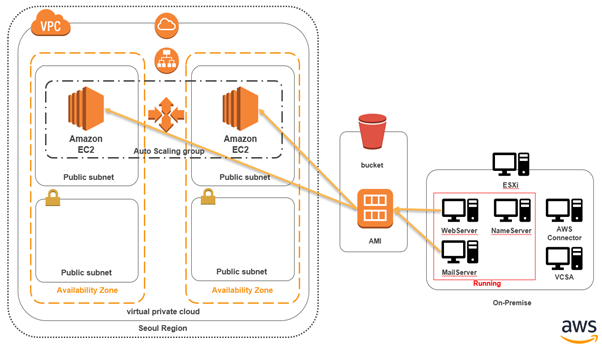 VPC
Amazon
EC2
Amazon
EC2
Auto Scaling group
Public subnet
Public subnet
Public subnet
Public subnet
Availability Zone
Availability Zone
virtual private cloud
Seoul Region
bucket
AMI
ESXi
WebServer
NameServer
AWS
Connector
MailServer
VCSA
Running
On-Premise
aws